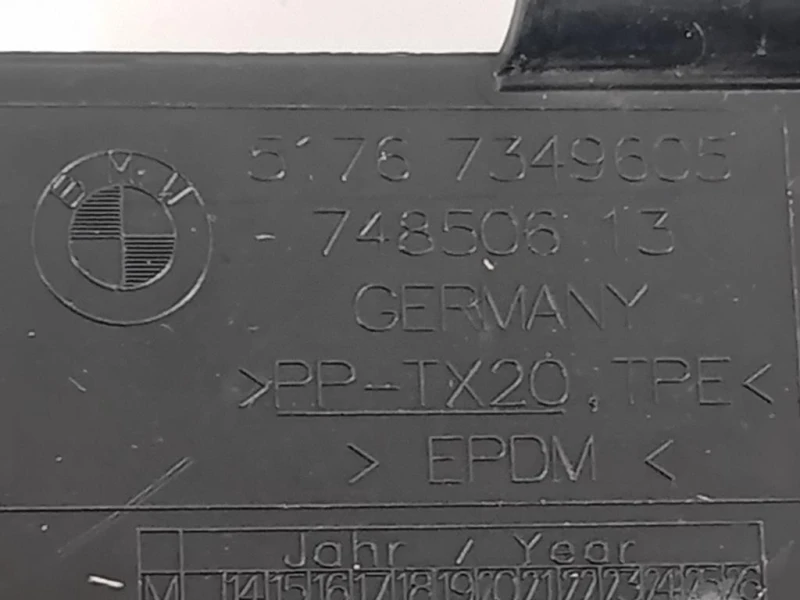 BMW
5176 7349605
- 748506 13
GERMANY
>PP-TX20, TPE<
> EPDM <
Jahr / Year
M 14 15 16 17 18 19 20 21 22 23 24 25 26